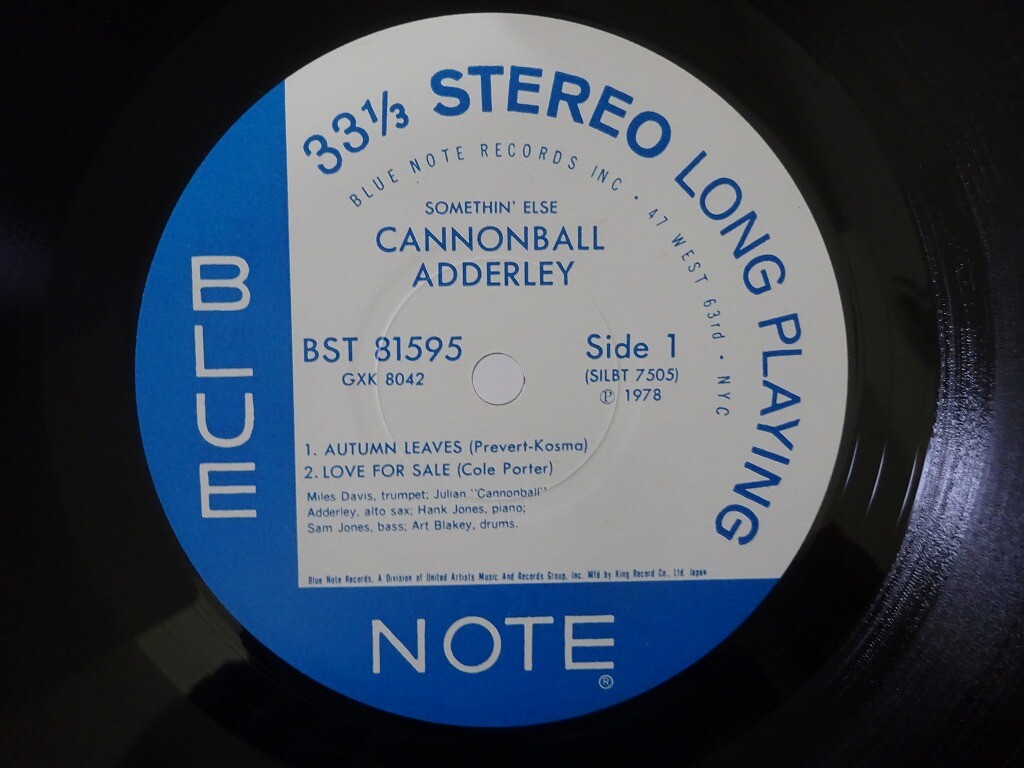 33⅓ STEREO LONG PLAYING
BLUE NOTE RECORDS INC • 47 WEST 63rd • NYC
SOMETHIN' ELSE
CANNONBALL
ADDERLEY
BST 81595
GXK 8042
Side 1
(SILBT 7505)
℗ 1978
1. AUTUMN LEAVES (Prevert-Kosma)
2. LOVE FOR SALE (Cole Porter)
Miles Davis, trumpet; Julian "Cannonball"
Adderley, alto sax; Hank Jones, piano;
Sam Jones, bass; Art Blakey, drums.
Blue Note Records, A Division of United Artists Music And Records Group, Inc. Mfd by King Record Co., Ltd. Japan
BLUE
NOTE®